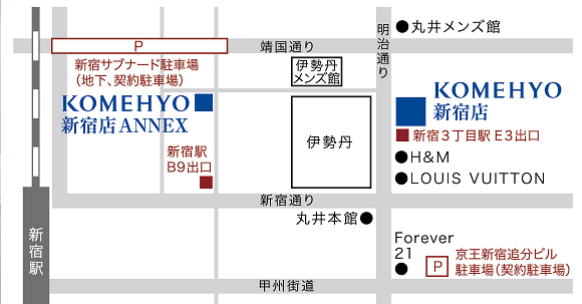 明治通り
丸井メンズ館
P
靖国通り
新宿サブナード駐車場
(地下、契約駐車場)
伊勢丹
メンズ館
KOMEHYO
新宿店ANNEX
KOMEHYO
新宿店
新宿3丁目駅 E3出口
伊勢丹
新宿駅
B9出口
H&M
LOUIS VUITTON
新宿通り
丸井本館
新宿駅
Forever
21
P
京王新宿追分ビル
駐車場(契約駐車場)
甲州街道